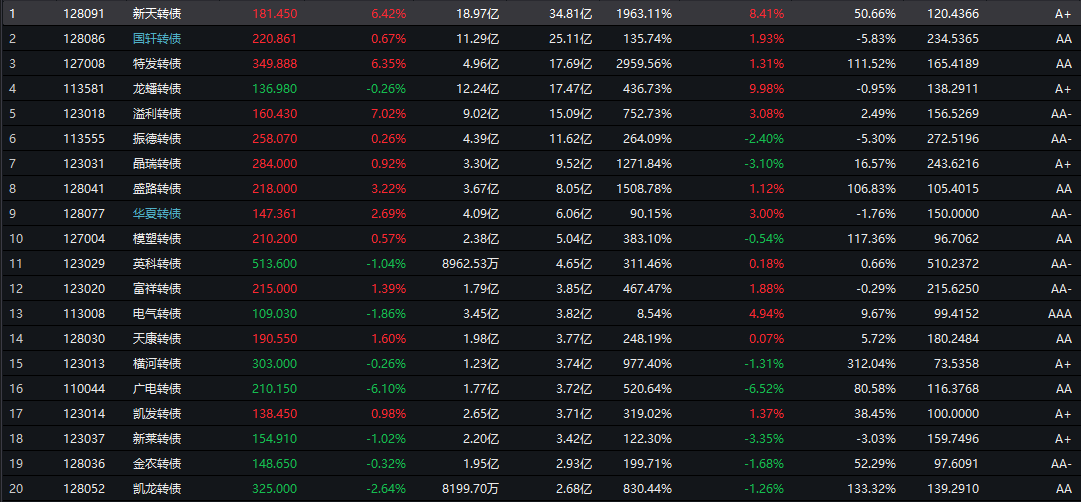 1 128091 新天转债 181.450 6.42% 18.97亿 34.81亿 1963.11% 8.41% 50.66% 120.4366 A+
2 128086 国轩转债 220.861 0.67% 11.29亿 25.11亿 135.74% 1.93% -5.83% 234.5365 AA
3 127008 特发转债 349.888 6.35% 4.96亿 17.69亿 2959.56% 1.31% 111.52% 165.4189 AA
4 113581 龙蟠转债 136.980 -0.26% 12.24亿 17.47亿 436.73% 9.98% -0.95% 138.2911 A+
5 123018 溢利转债 160.430 7.02% 9.02亿 15.09亿 752.73% 3.08% 2.49% 156.5269 AA-
6 113555 振德转债 258.070 0.26% 4.39亿 11.62亿 264.09% -2.40% -5.30% 272.5196 AA-
7 123031 晶瑞转债 284.000 0.92% 3.30亿 9.52亿 1271.84% -3.10% 16.57% 243.6216 A+
8 128041 盛路转债 218.000 3.22% 3.67亿 8.05亿 1508.78% 1.12% 106.83% 105.4015 AA
9 128077 华夏转债 147.361 2.69% 4.09亿 6.06亿 90.15% 3.00% -1.76% 150.0000 AA-
10 127004 模塑转债 210.200 0.57% 2.38亿 5.04亿 383.10% -0.54% 117.36% 96.7062 AA
11 123029 英科转债 513.600 -1.04% 8962.53万 4.65亿 311.46% 0.18% 0.66% 510.2372 AA-
12 123020 富祥转债 215.000 1.39% 1.79亿 3.85亿 467.47% 1.88% -0.29% 215.6250 AA-
13 113008 电气转债 109.030 -1.86% 3.45亿 3.82亿 8.54% 4.94% 9.67% 99.4152 AAA
14 128030 天康转债 190.550 1.60% 1.98亿 3.77亿 248.19% 0.07% 5.72% 180.2484 AA
15 123013 横河转债 303.000 -0.26% 1.23亿 3.74亿 977.40% -1.31% 312.04% 73.5358 A+
16 110044 广电转债 210.150 -6.10% 1.77亿 3.72亿 520.64% -6.52% 80.58% 116.3768 AA
17 123014 凯发转债 138.450 0.98% 2.65亿 3.71亿 319.02% 1.37% 38.45% 100.0000 A+
18 123037 新莱转债 154.910 -1.02% 2.20亿 3.42亿 122.30% -3.35% -3.03% 159.7496 A+
19 128036 金农转债 148.650 -0.32% 1.95亿 2.93亿 199.71% -1.68% 52.29% 97.6091 AA-
20 128052 凯龙转债 325.000 -2.64% 8199.70万 2.68亿 830.44% -1.26% 133.32% 139.2910 AA